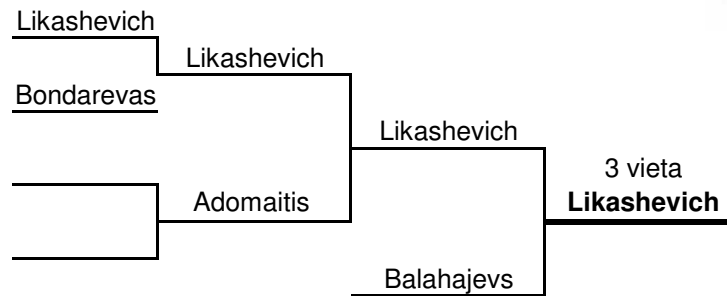 Likashevich
Likashevich
Bondarevas
Likashevich
3 vieta
Adomaitis
Likashevich
Balahajevs